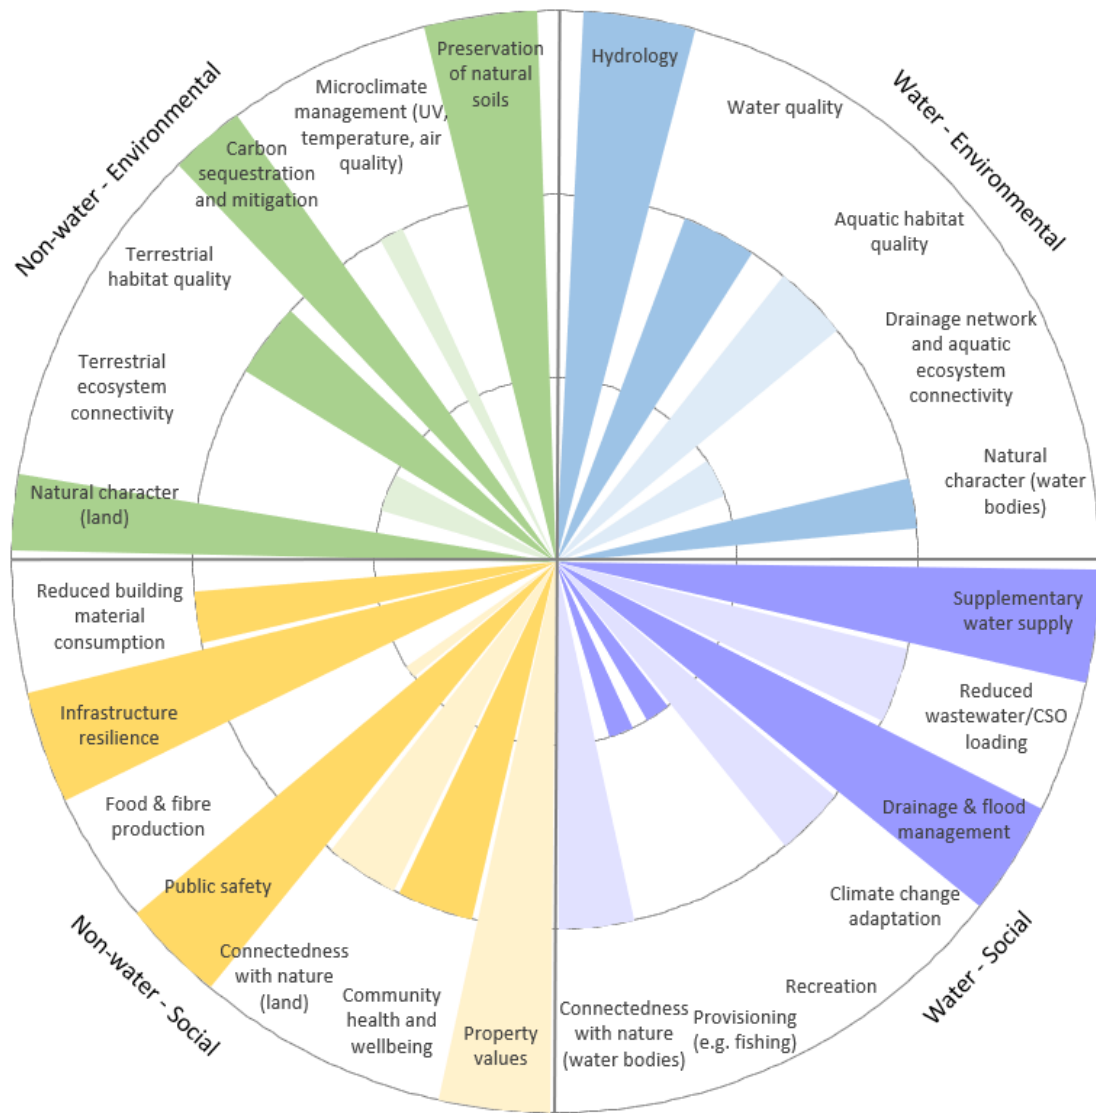 Non-water - Environmental
Water - Environmental
Preservation
of natural
soils
Hydrology
Microclimate
management (UV,
temperature, air
quality)
Water quality
Carbon
sequestration
and mitigation
Aquatic habitat
quality
Terrestrial
habitat quality
Drainage network
and aquatic
ecosystem
connectivity
Terrestrial
ecosystem
connectivity
Natural
character (water
bodies)
Natural character
(land)
Reduced building
material
consumption
Supplementary
water supply
Infrastructure
resilience
Reduced
wastewater/CSO
loading
Food & fibre
production
Drainage & flood
management
Public safety
Climate change
adaptation
Connectedness
with nature
(land)
Community
health and
wellbeing
Property
values
Connectedness
with nature
(water bodies)
Provisioning
(e.g. fishing)
Recreation
Non-water - Social
Water - Social